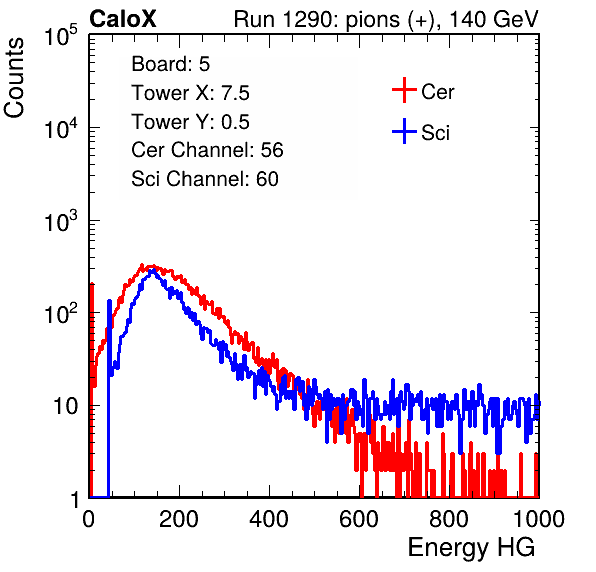 CaloX Run 1290: pions (+), 140 GeV
Counts
10^5
10^4
10^3
10^2
10
1
Board: 5
Tower X: 7.5
Tower Y: 0.5
Cer Channel: 56
Sci Channel: 60
Cer
Sci
0 200 400 600 800 1000
Energy HG